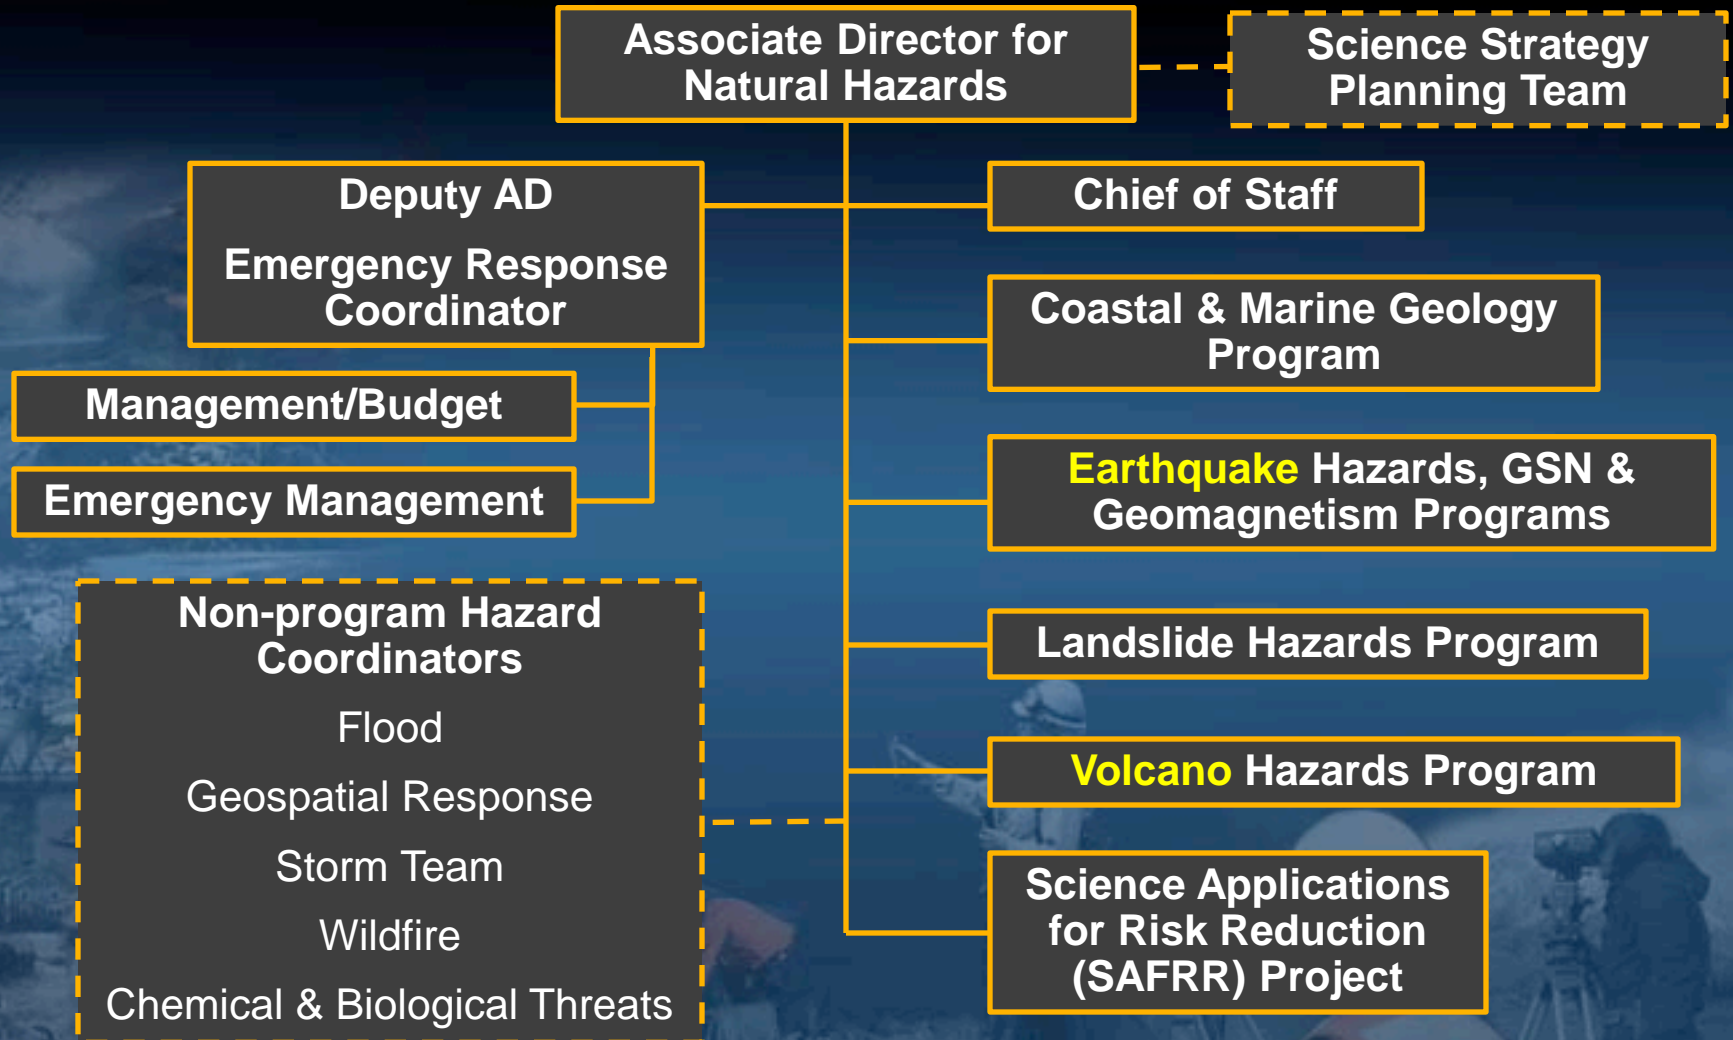 Associate Director for
Natural Hazards
Science Strategy
Planning Team
Deputy AD
Emergency Response
Coordinator
Chief of Staff
Coastal & Marine Geology
Program
Management/Budget
Emergency Management
Earthquake Hazards, GSN &
Geomagnetism Programs
Non-program Hazard
Coordinators
Flood
Geospatial Response
Storm Team
Wildfire
Chemical & Biological Threats
Landslide Hazards Program
Volcano Hazards Program
Science Applications
for Risk Reduction
(SAFRR) Project